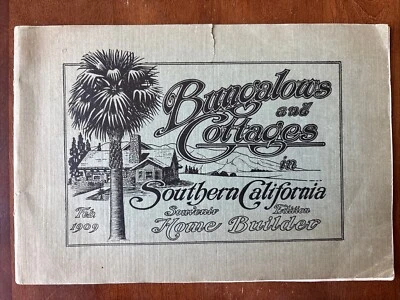 Bungalows
and
Cottages
in
Southern California
Feb. 1909
Souvenir Edition
Home Builder